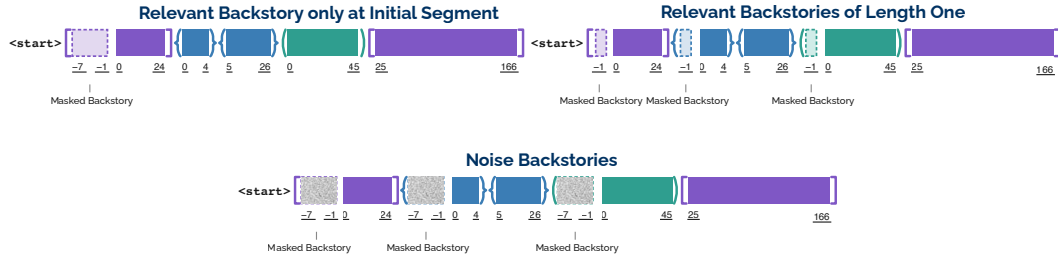 Relevant Backstory only at Initial Segment
<start> [ ] { } { } ( ) [ ]
−7 −1 0 24 0 4 5 26 0 45 25 166
Masked Backstory
Relevant Backstories of Length One
<start> [ ] { } { } ( ) [ ]
−1 0 24 −1 0 4 5 26 −1 0 45 25 166
Masked Backstory Masked Backstory Masked Backstory
Noise Backstories
<start> [ ] { } { } ( ) [ ]
−7 −1 0 24 −7 −1 0 4 5 26 −7 −1 0 45 25 166
Masked Backstory Masked Backstory Masked Backstory